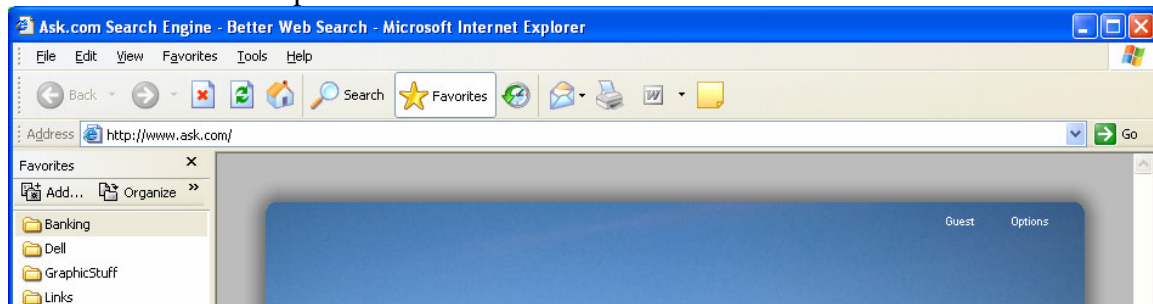 Ask.com Search Engine - Better Web Search - Microsoft Internet Explorer
File Edit View Favorites Tools Help
Back Search Favorites W
Address http://www.ask.com/ Go
Favorites x
Add... Organize »
Guest Options
Banking
Dell
GraphicStuff
Links